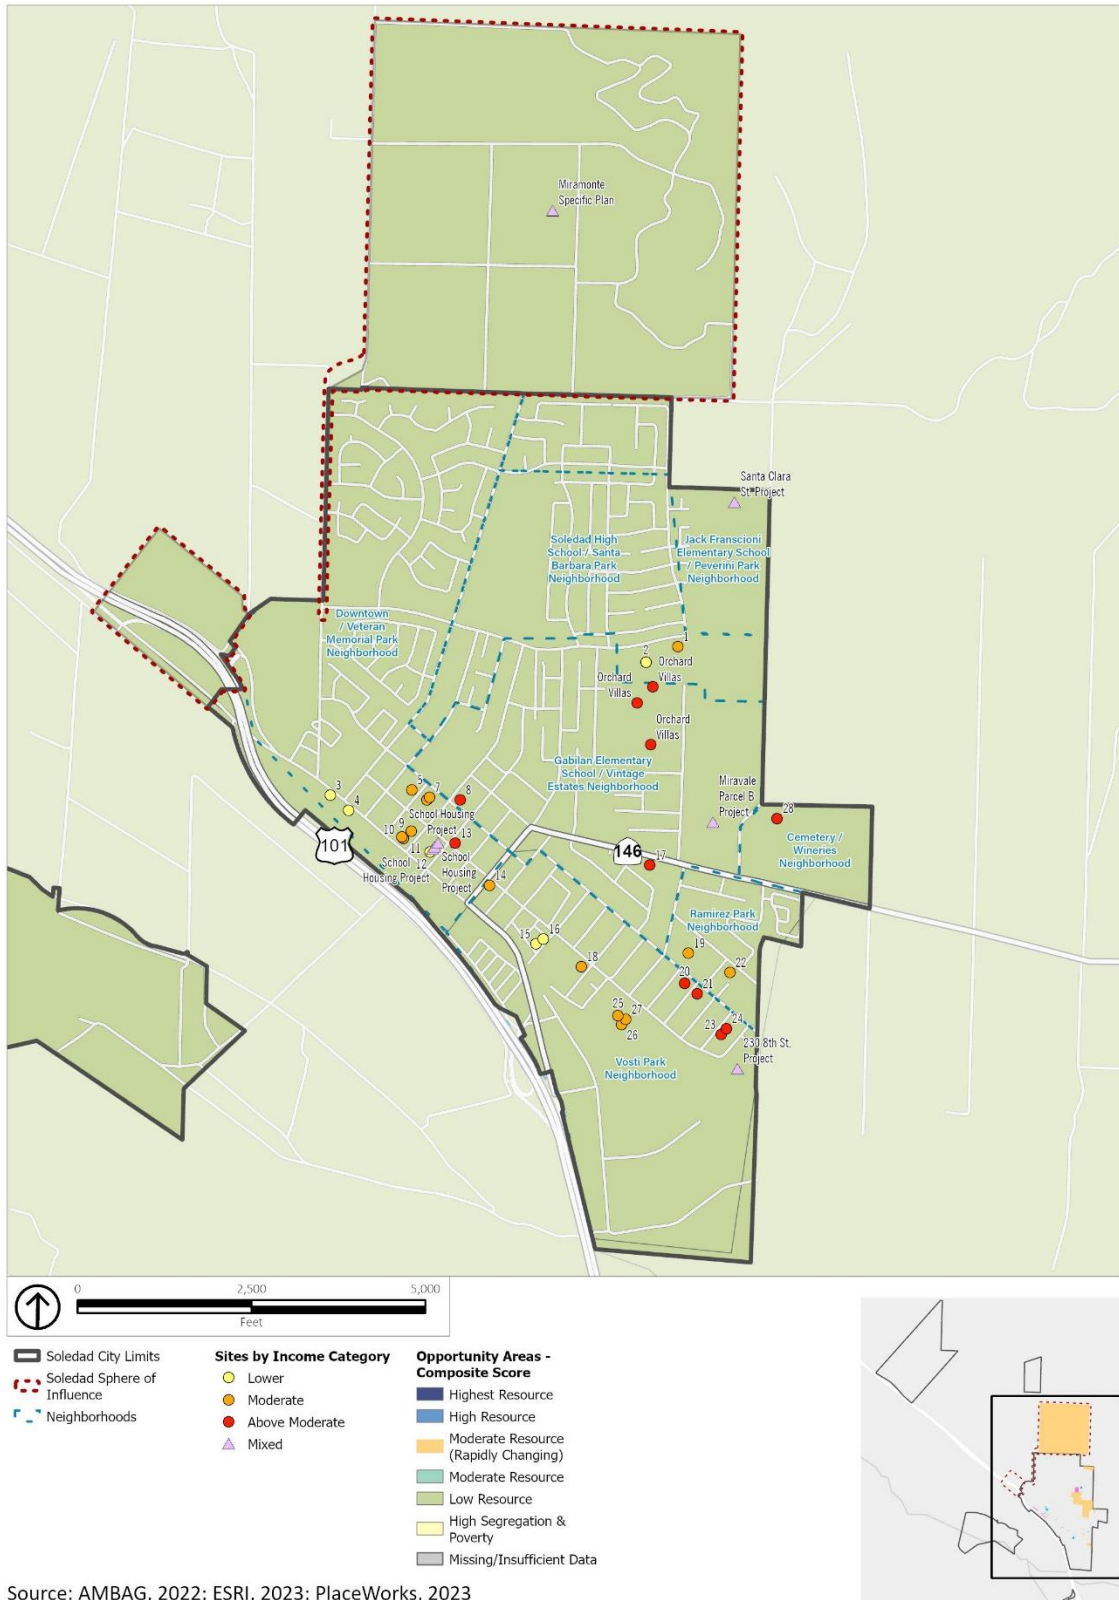 Miramonte
Specific Plan
Santa Clara
St. Project
Soledad High
School / Santa
Barbara Park
Neighborhood
Jack Franscioni
Elementary School
/ Peverini Park
Neighborhood
Downtown
/ Veteran
Memorial Park
Neighborhood
1
2
Orchard
Villas
Orchard
Villas
Orchard
Villas
Gabilan Elementary
School / Vintage
Estates Neighborhood
Miravale
Parcel B
Project
28
Cemetery /
Wineries
Neighborhood
3
4
5
7
8
School Housing
Project
9
10
13
11
12
School
Housing Project
School
Housing
Project
101
146
17
14
Ramirez Park
Neighborhood
15
16
18
19
22
20
21
25
27
26
23
24
230 8th St.
Project
Vosti Park
Neighborhood
0 2,500 5,000
Feet
Soledad City Limits
Soledad Sphere of
Influence
Neighborhoods
Sites by Income Category
Lower
Moderate
Above Moderate
Mixed
Opportunity Areas -
Composite Score
Highest Resource
High Resource
Moderate Resource
(Rapidly Changing)
Moderate Resource
Low Resource
High Segregation &
Poverty
Missing/Insufficient Data
Source: AMBAG, 2022; ESRI, 2023; PlaceWorks, 2023